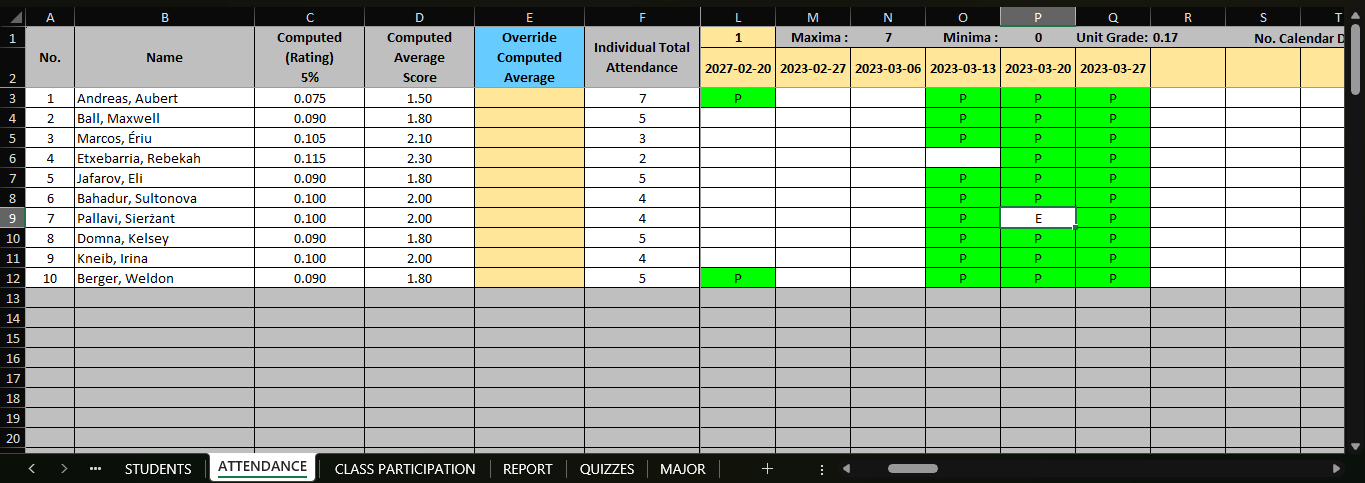 A B C D E F L M N O P Q R S T
1 No. Name Computed (Rating) 5% Computed Average Score Override Computed Average Individual Total Attendance 1 Maxima : 7 Minima : 0 Unit Grade: 0.17 No. Calendar D
2 2027-02-20 2023-02-27 2023-03-06 2023-03-13 2023-03-20 2023-03-27
3 1 Andreas, Aubert 0.075 1.50 7 P P P P
4 2 Ball, Maxwell 0.090 1.80 5 P P P
5 3 Marcos, Ériu 0.105 2.10 3 P P P
6 4 Etxebarria, Rebekah 0.115 2.30 2 P P
7 5 Jafarov, Eli 0.090 1.80 5 P P P
8 6 Bahadur, Sultonova 0.100 2.00 4 P P P
9 7 Pallavi, Sierżant 0.100 2.00 4 P E P
10 8 Domna, Kelsey 0.090 1.80 5 P P P
11 9 Kneib, Irina 0.100 2.00 4 P P P
12 10 Berger, Weldon 0.090 1.80 5 P P P P
13
14
15
16
17
18
19
20
STUDENTS ATTENDANCE CLASS PARTICIPATION REPORT QUIZZES MAJOR